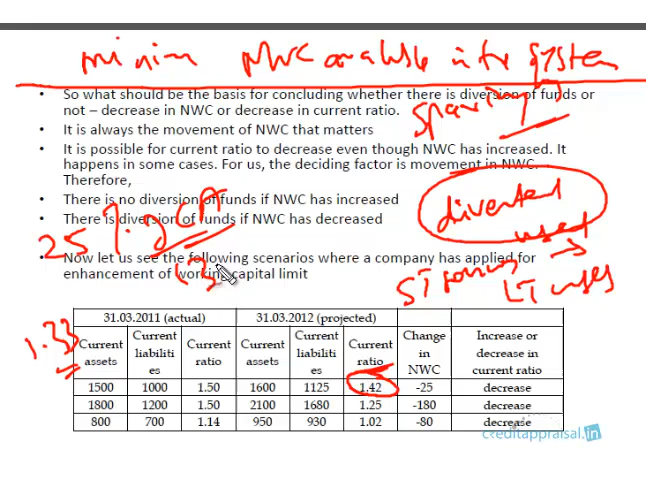 minim NWC available in the system
• So what should be the basis for concluding whether there is diversion of funds or
not – decrease in NWC or decrease in current ratio.
• It is always the movement of NWC that matters
• It is possible for current ratio to decrease even though NWC has increased. It
happens in some cases. For us, the deciding factor is movement in NWC.
Therefore,
• There is no diversion of funds if NWC has increased
• There is diversion of funds if NWC has decreased
diverted
used
25 % CA
ST
LT uses
• Now let us see the following scenarios where a company has applied for
enhancement of working capital limit
1.33
31.03.2011 (actual) 31.03.2012 (projected)
Current assets Current liabiliti es Current ratio Current assets Current liabiliti es Current ratio Change in NWC Increase or decrease in current ratio
1500 1000 1.50 1600 1125 1.42 -25 decrease
1800 1200 1.50 2100 1680 1.25 -180 decrease
800 700 1.14 950 930 1.02 -80 decrease
creditappraisal.in